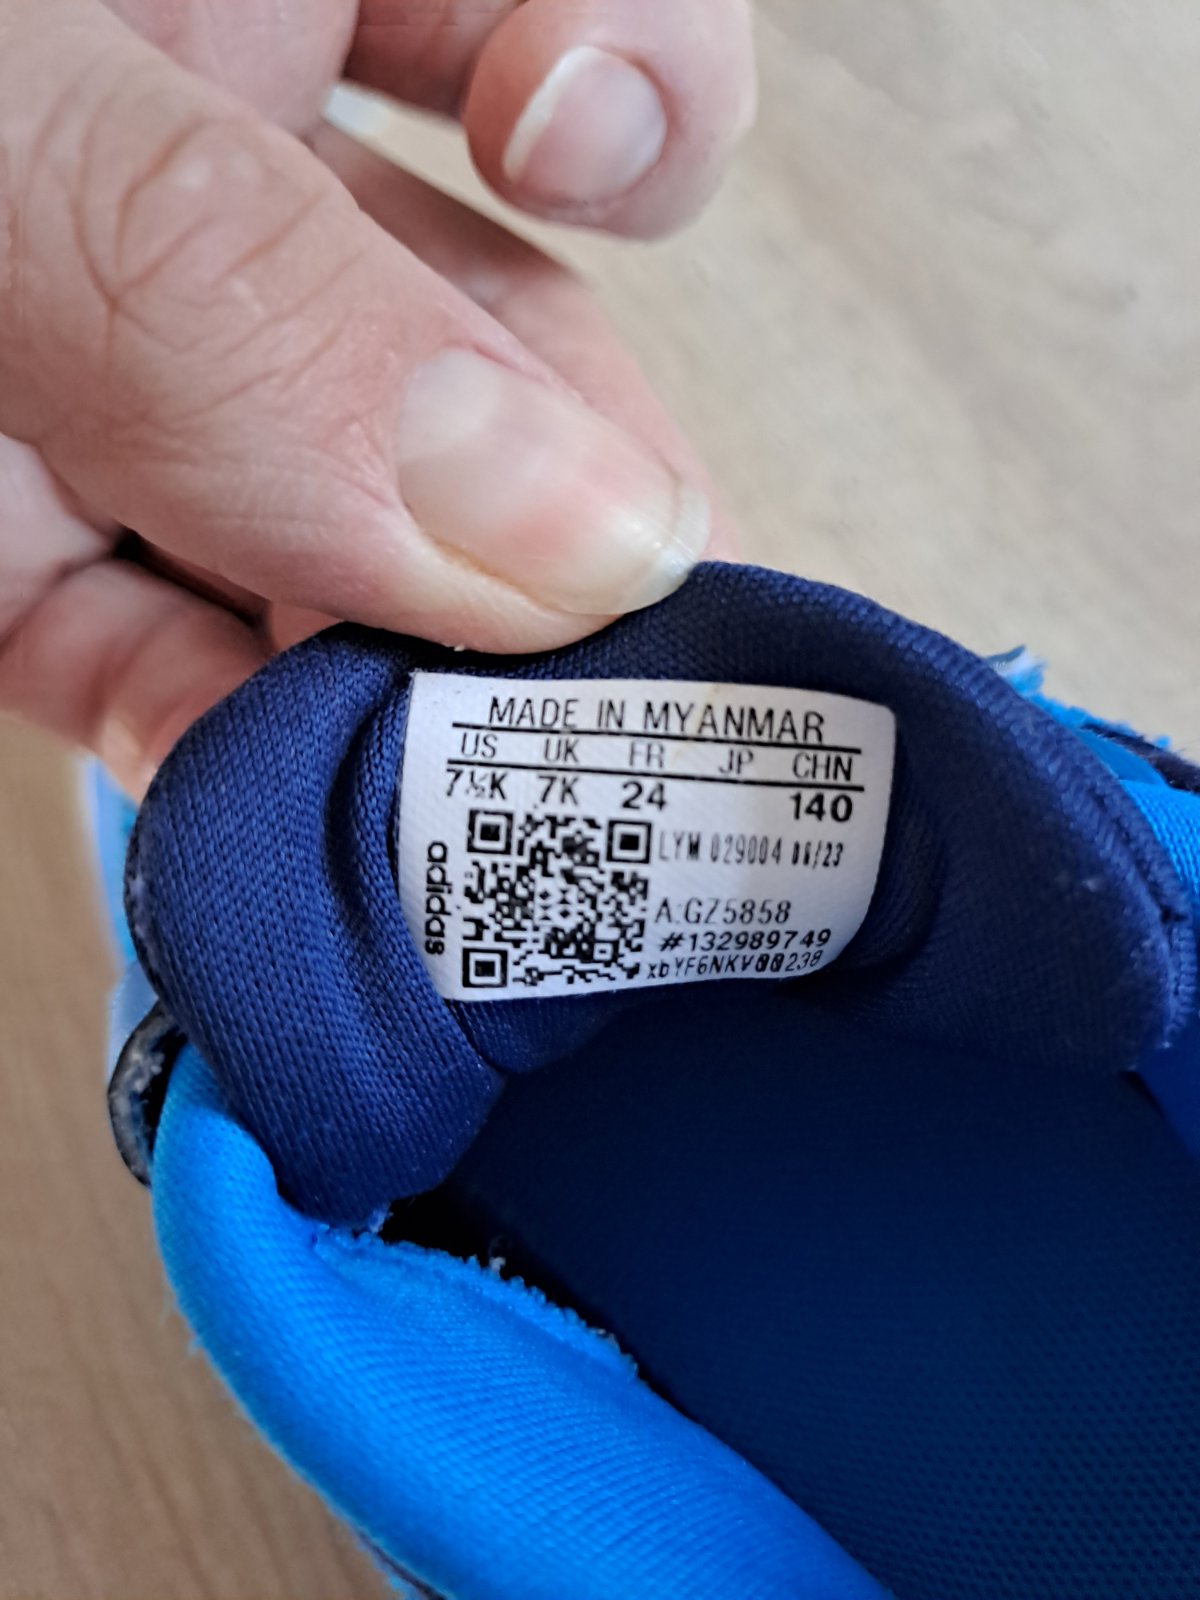 MADE IN MYANMAR
US UK FR JP CHN
7½K 7K 24 140
LYM 029004 06/23
adidas
A:GZ5858
#132989749
xbYF6NKV00238